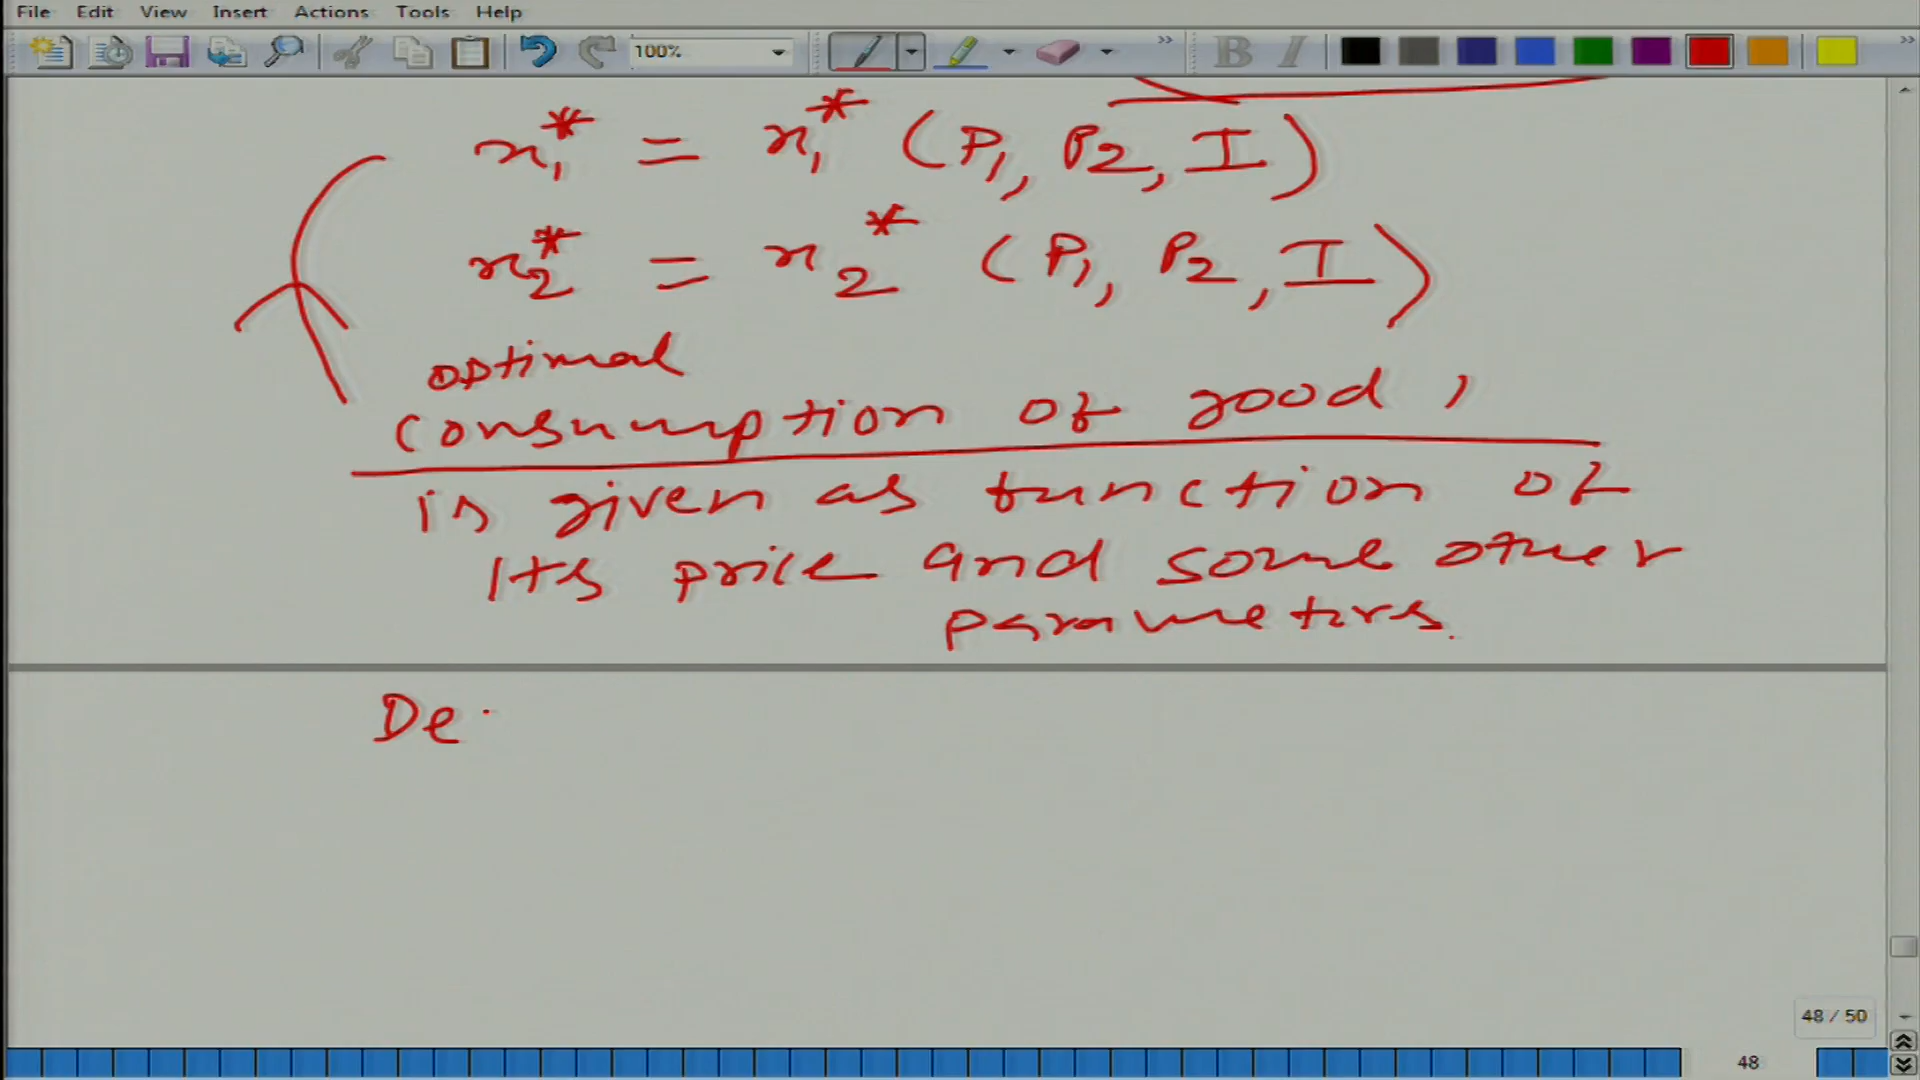 File Edit View Insert Actions Tools Help
100% B I
x₁* = x₁* (P₁, P₂, I)
x₂* = x₂* (P₁, P₂, I)
optimal
consumption of good 1
is given as function of
its price and some other
parameters.
De
48 / 50
48